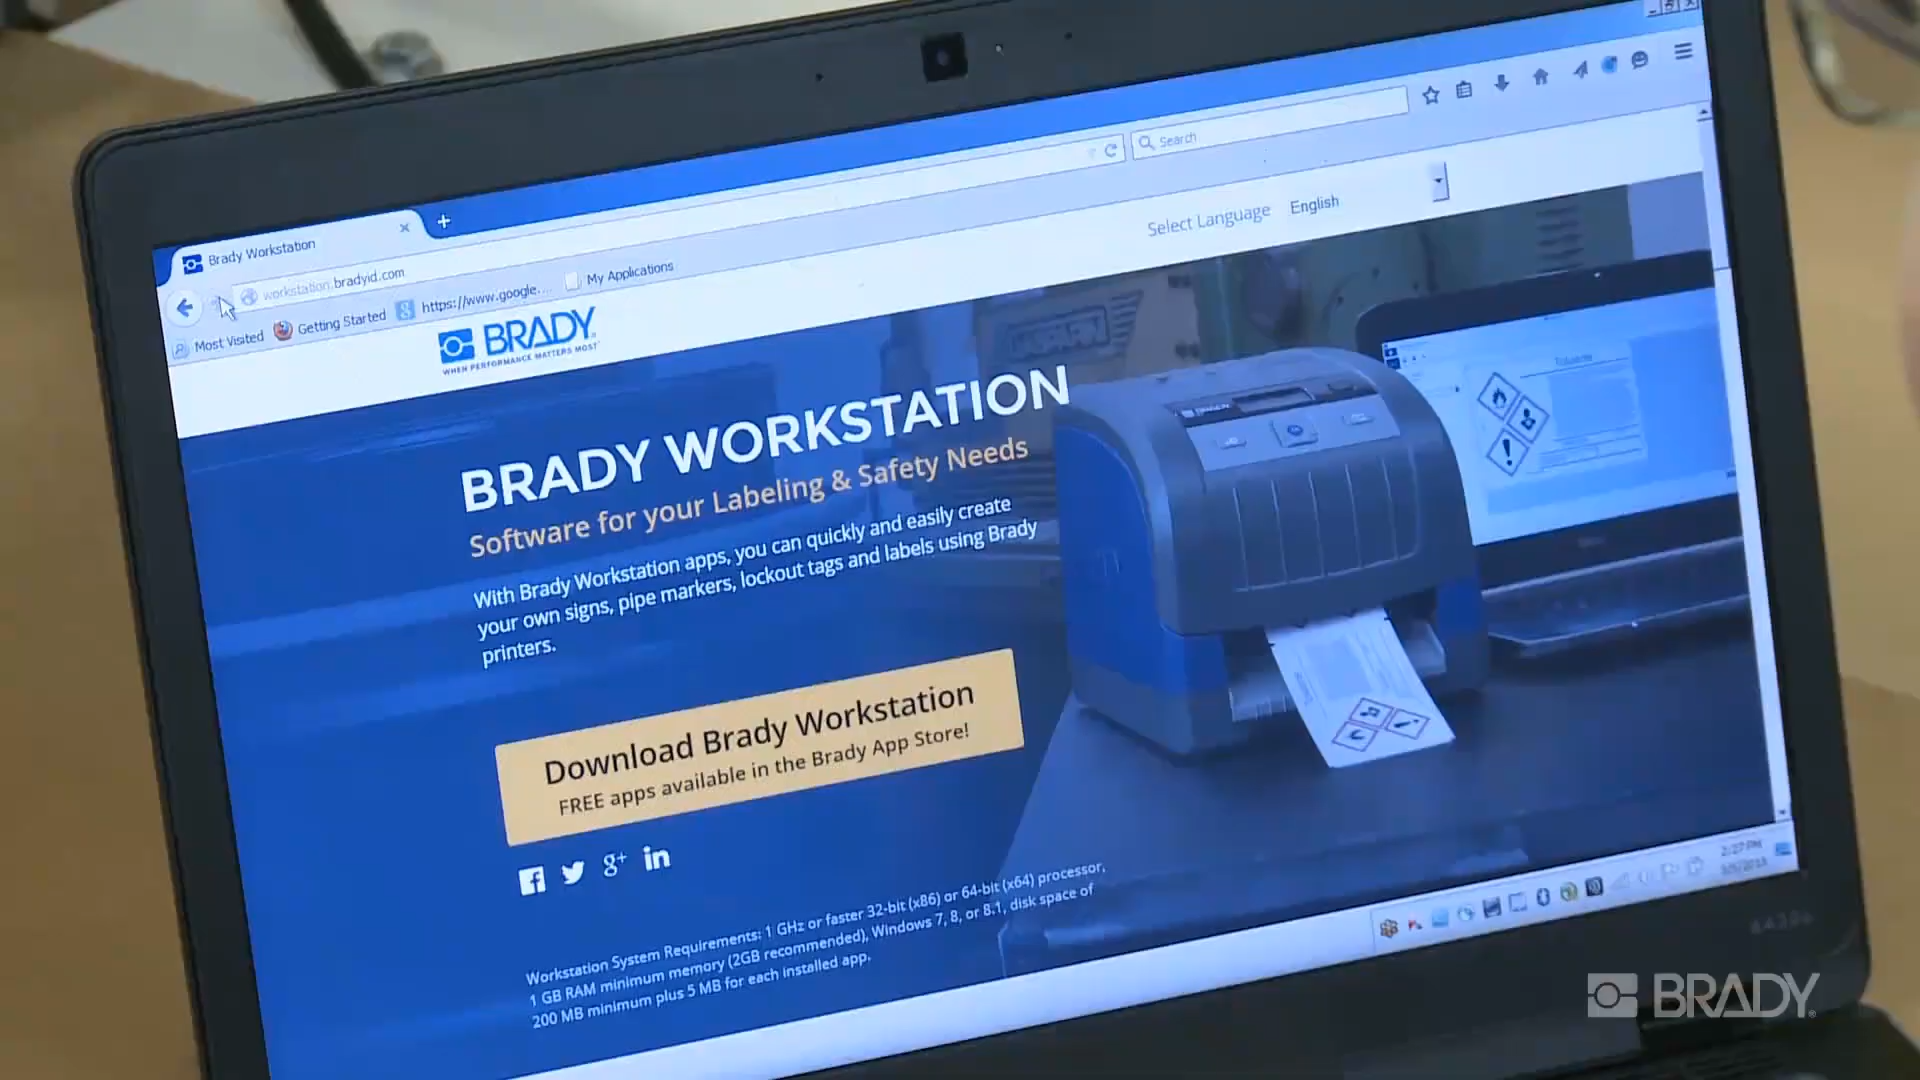 Brady Workstation
workstation.bradyid.com
Search
Most Visited
Getting Started
https://www.google....
My Applications
Select Language
English
BRADY
WHEN PERFORMANCE MATTERS MOST
BRADY WORKSTATION
Software for your Labeling & Safety Needs
With Brady Workstation apps, you can quickly and easily create
your own signs, pipe markers, lockout tags and labels using Brady
printers.
Download Brady Workstation
FREE apps available in the Brady App Store!
Workstation System Requirements: 1 GHz or faster 32-bit (x86) or 64-bit (x64) processor,
1 GB RAM minimum memory (2GB recommended), Windows 7, 8, or 8.1, disk space of
200 MB minimum plus 5 MB for each installed app.
Toluene
2:27 PM
BRADY